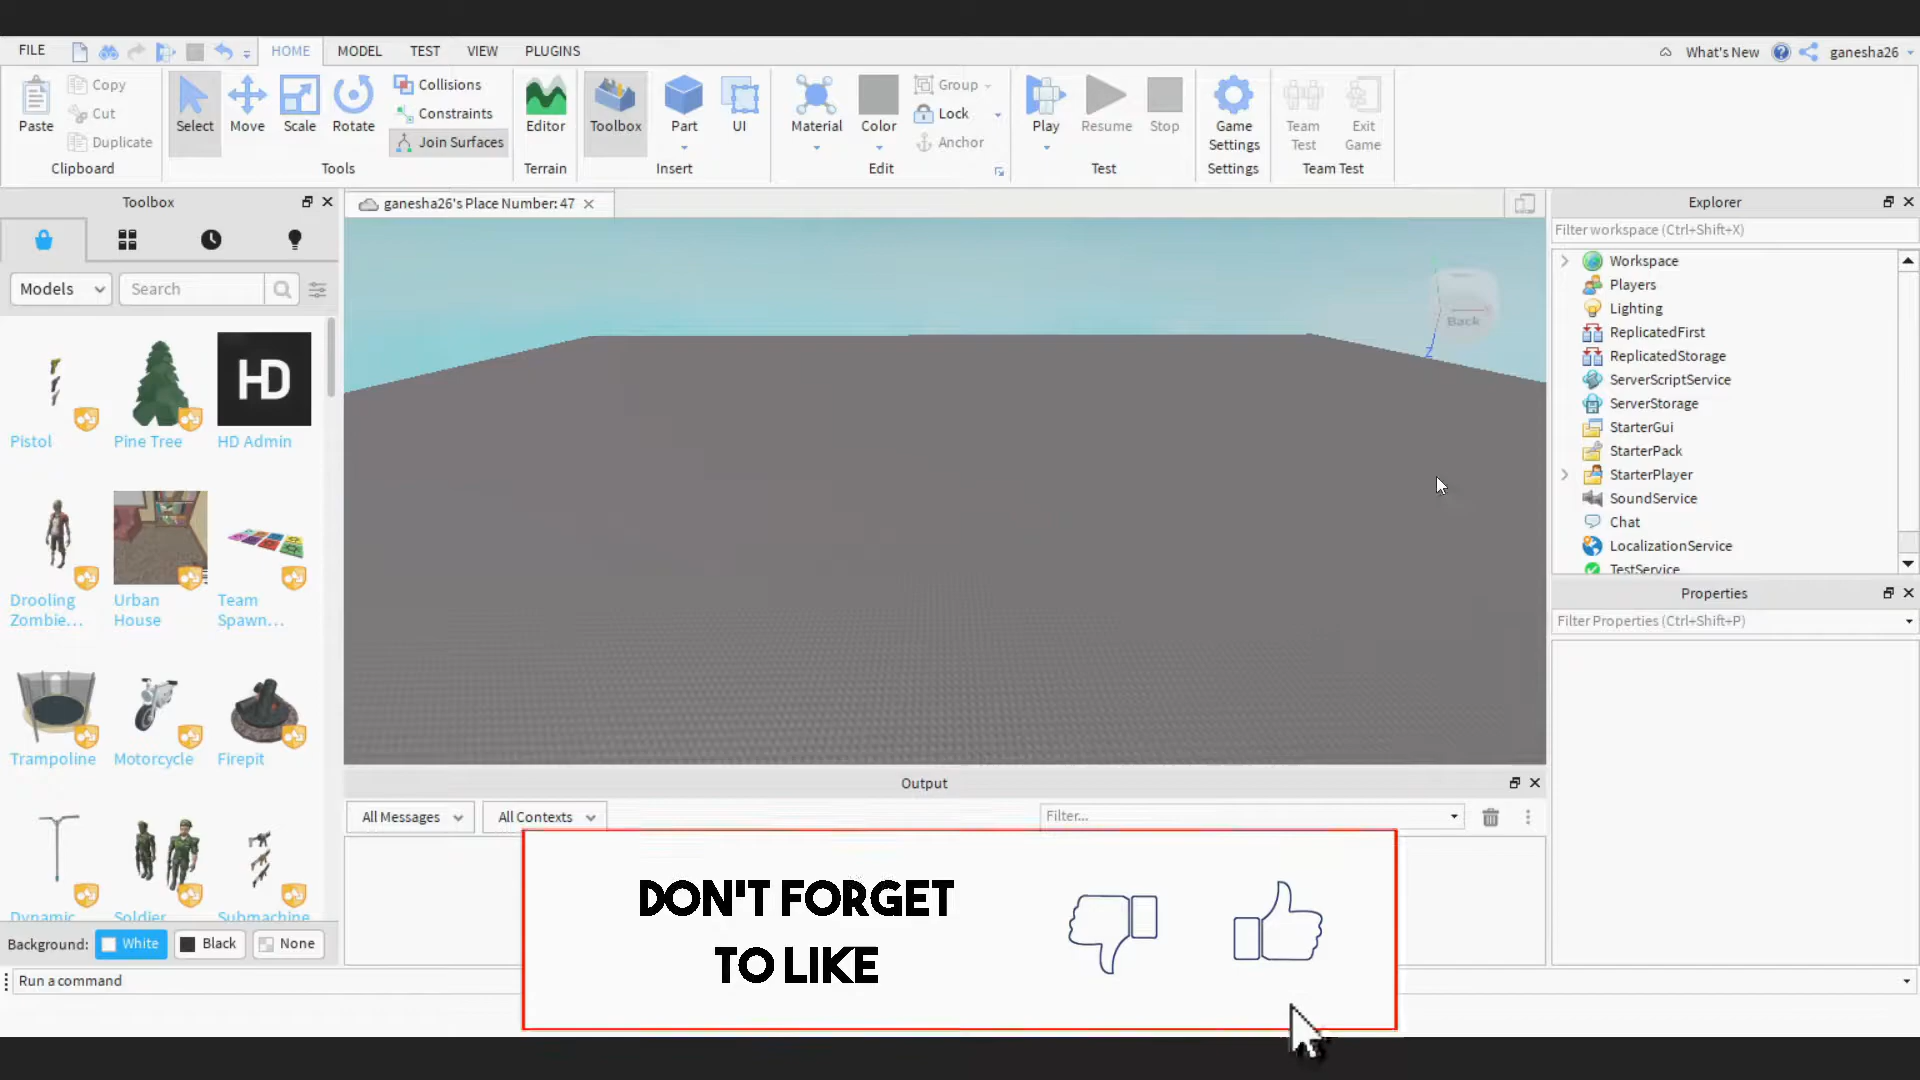 FILE
HOME
MODEL
TEST
VIEW
PLUGINS
What's New
ganesha26
Paste
Copy
Cut
Duplicate
Clipboard
Select
Move
Scale
Rotate
Collisions
Constraints
Join Surfaces
Tools
Editor
Terrain
Toolbox
Part
UI
Insert
Material
Color
Group
Lock
Anchor
Edit
Play
Resume
Stop
Test
Game Settings
Settings
Team Test
Exit Game
Team Test
Toolbox
ganesha26's Place Number: 47
Explorer
Filter workspace (Ctrl+Shift+X)
Models
Search
Pistol
Pine Tree
HD
HD Admin
Drooling Zombie...
Urban House
Team Spawn...
Trampoline
Motorcycle
Firepit
Dynamic
Soldier
Submachine
Background:
White
Black
None
Back
Z
Workspace
Players
Lighting
ReplicatedFirst
ReplicatedStorage
ServerScriptService
ServerStorage
StarterGui
StarterPack
StarterPlayer
SoundService
Chat
LocalizationService
TestService
Properties
Filter Properties (Ctrl+Shift+P)
Output
All Messages
All Contexts
Filter...
DON'T FORGET
TO LIKE
Run a command